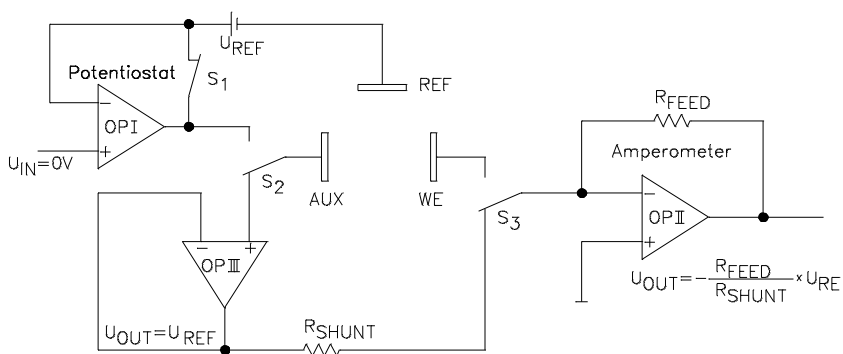 U_REF
Potentiostat
S_1
REF
R_FEED
−
OPI
+
U_IN=0V
Amperometer
S_2
AUX
WE
−
OPII
+
S_3
−
+
OPIII
U_OUT=−R_FEED/R_SHUNT×U_RE
U_OUT=U_REF
R_SHUNT